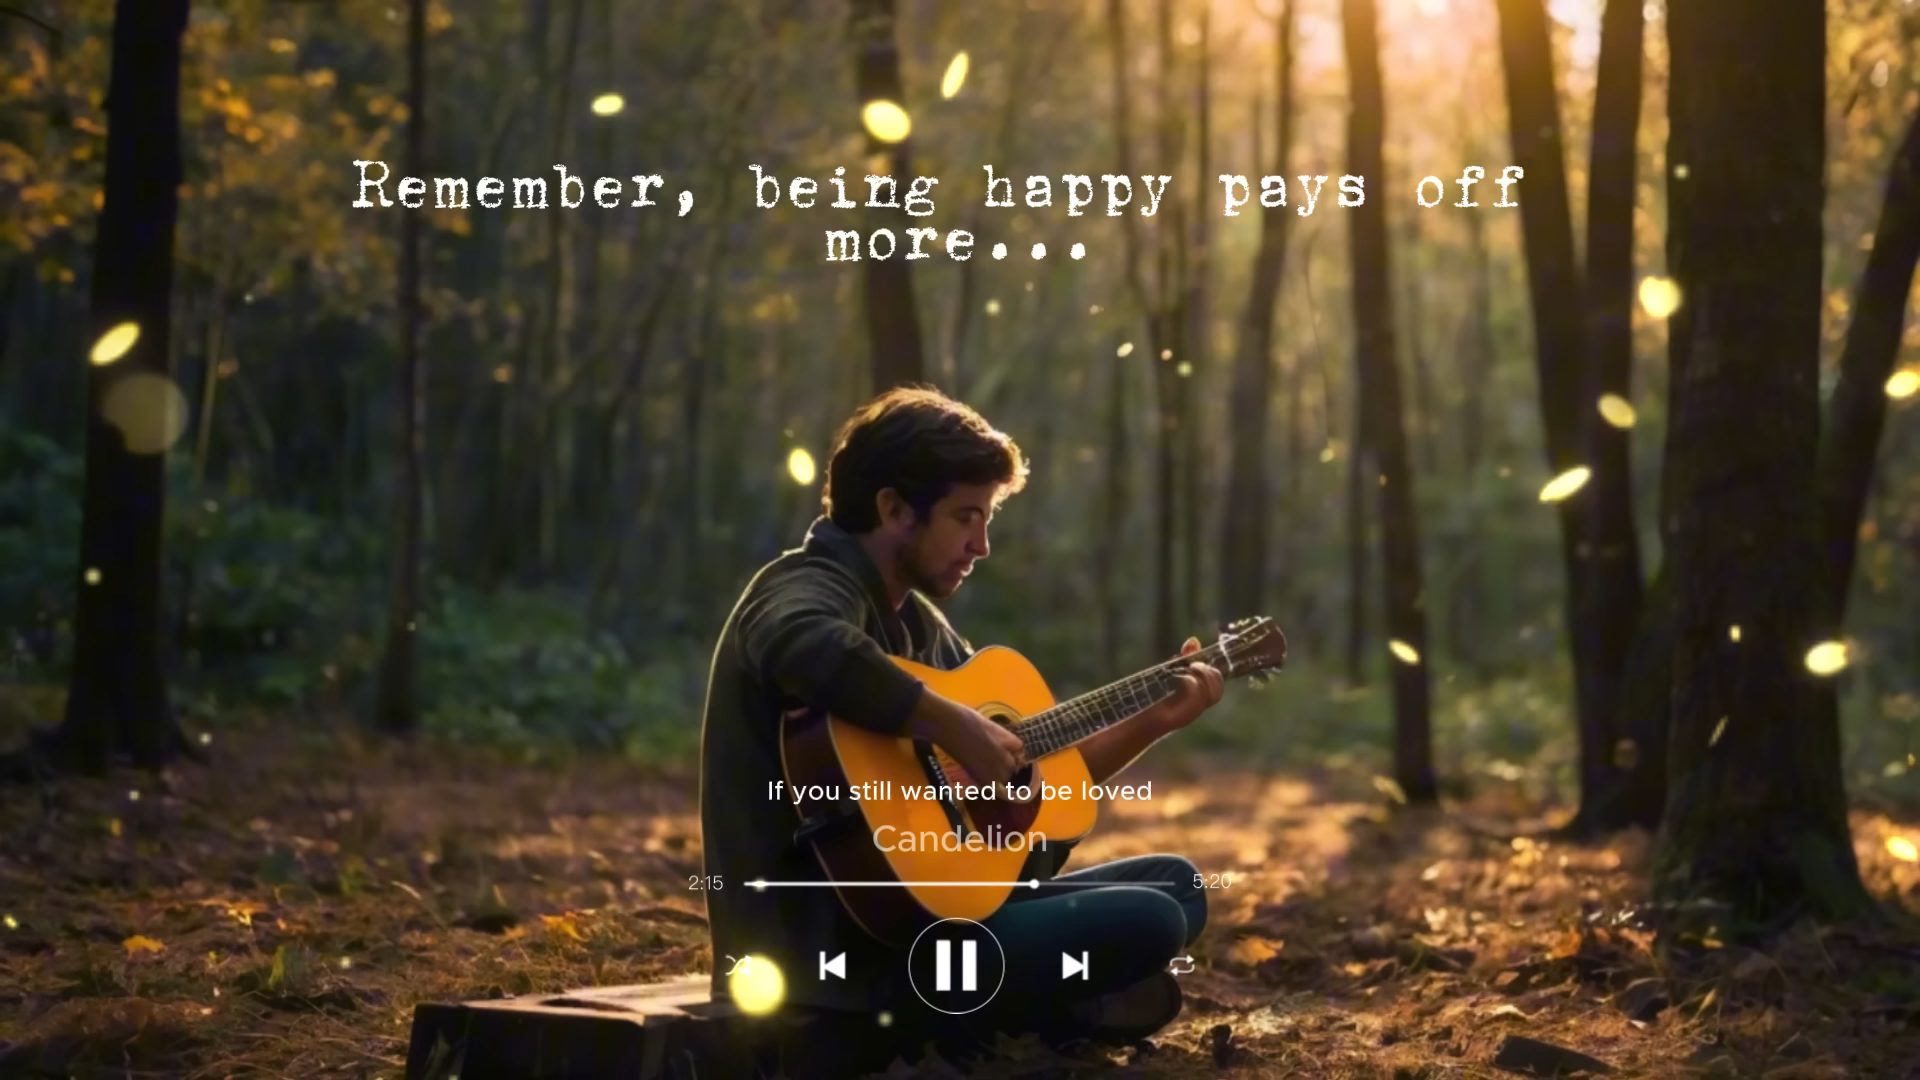 Remember, being happy pays off
more...
If you still wanted to be loved
Candelion
2:15
5:20